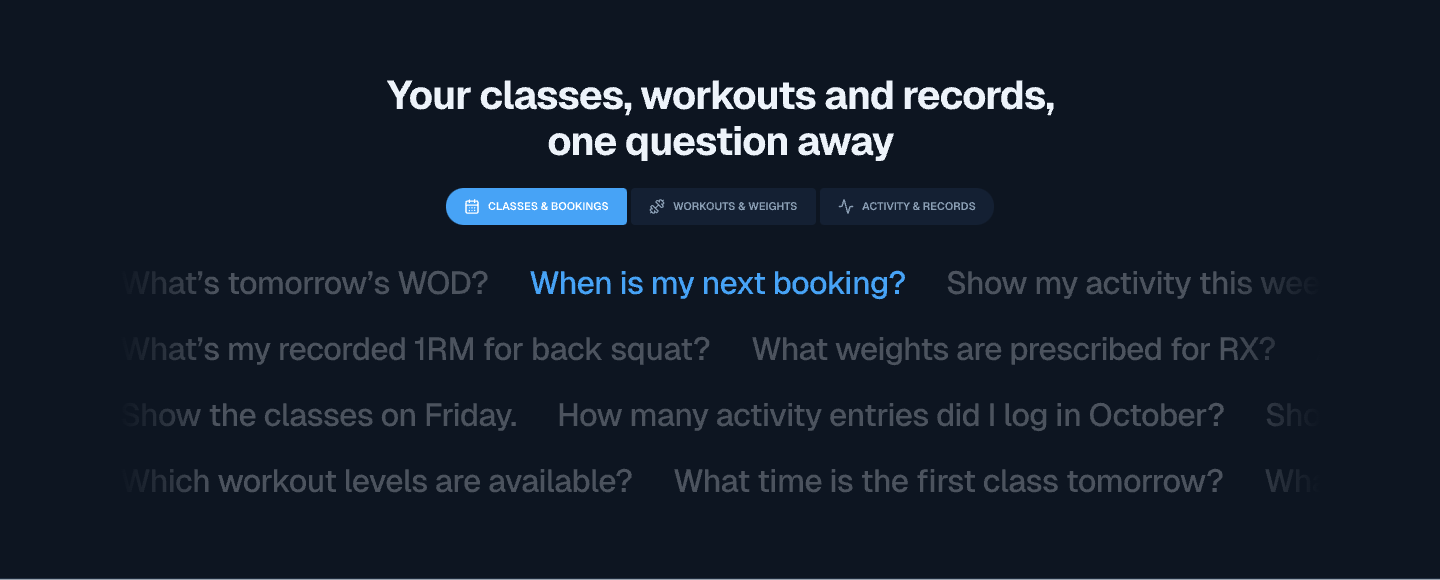 Your classes, workouts and records,
one question away
CLASSES & BOOKINGS WORKOUTS & WEIGHTS ACTIVITY & RECORDS
What’s tomorrow’s WOD? When is my next booking? Show my activity this wee
What’s my recorded 1RM for back squat? What weights are prescribed for RX?
Show the classes on Friday. How many activity entries did I log in October? Sho
Which workout levels are available? What time is the first class tomorrow? Wha